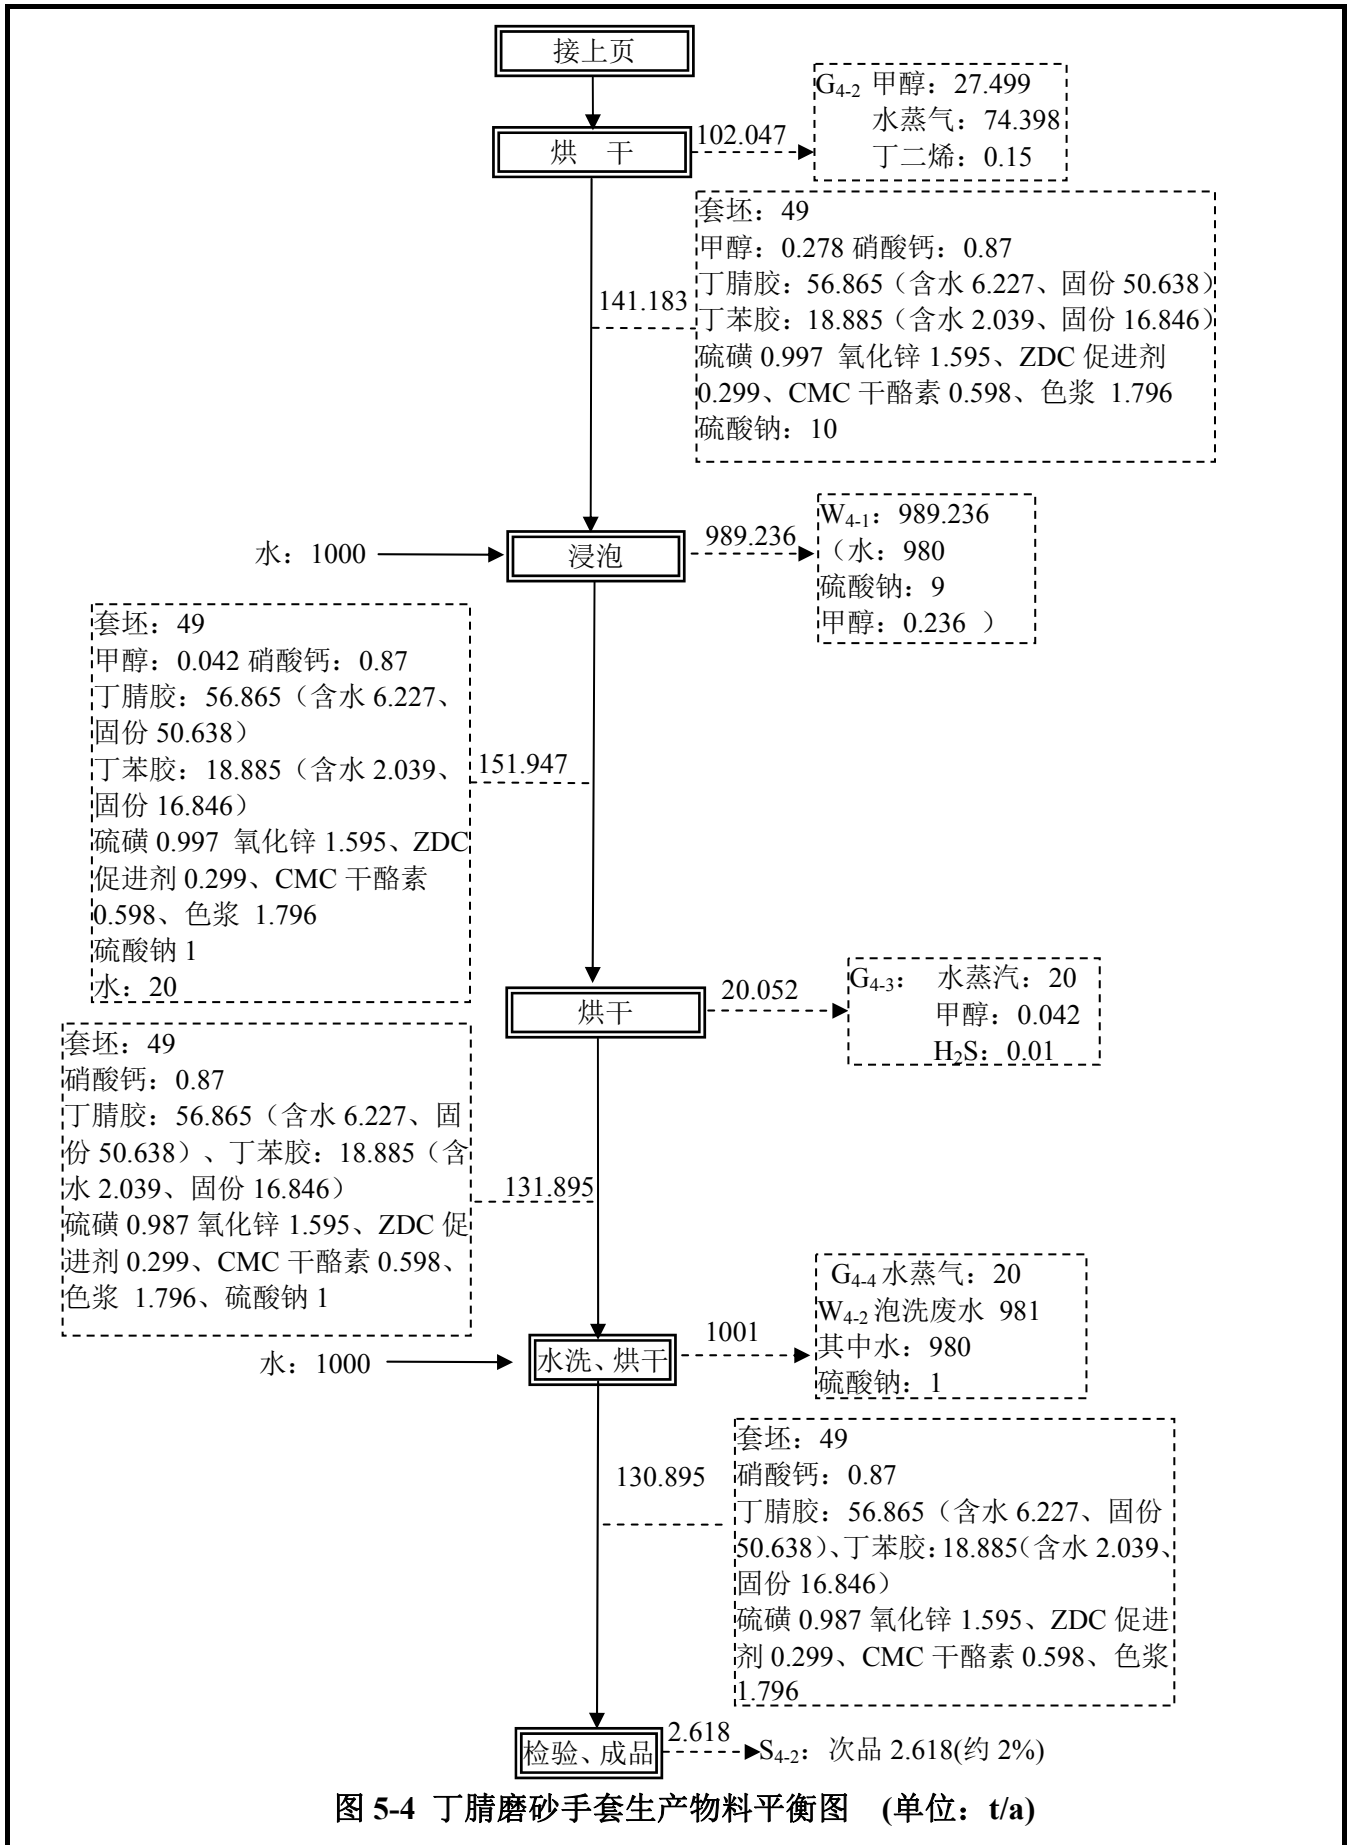 接上页
G4-2 甲醇：27.499
水蒸气：74.398
丁二烯：0.15
102.047
烘 干
套坯：49
甲醇：0.278 硝酸钙：0.87
丁腈胶：56.865（含水 6.227、固份 50.638）
丁苯胶：18.885（含水 2.039、固份 16.846）
硫磺 0.997 氧化锌 1.595、ZDC 促进剂
0.299、CMC 干酪素 0.598、色浆 1.796
硫酸钠：10
141.183
水：1000
浸泡
989.236
W4-1：989.236
（水：980
硫酸钠：9
甲醇：0.236 ）
套坯：49
甲醇：0.042 硝酸钙：0.87
丁腈胶：56.865（含水 6.227、
固份 50.638）
丁苯胶：18.885（含水 2.039、
固份 16.846）
硫磺 0.997 氧化锌 1.595、ZDC
促进剂 0.299、CMC 干酪素
0.598、色浆 1.796
硫酸钠 1
水：20
151.947
烘干
20.052
G4-3： 水蒸汽：20
甲醇：0.042
H2S：0.01
套坯：49
硝酸钙：0.87
丁腈胶：56.865（含水 6.227、固
份 50.638）、丁苯胶：18.885（含
水 2.039、固份 16.846）
硫磺 0.987 氧化锌 1.595、ZDC 促
进剂 0.299、CMC 干酪素 0.598、
色浆 1.796、硫酸钠 1
131.895
水：1000
水洗、烘干
1001
G4-4 水蒸气：20
W4-2 泡洗废水 981
其中水：980
硫酸钠：1
130.895
套坯：49
硝酸钙：0.87
丁腈胶：56.865（含水 6.227、固份
50.638）、丁苯胶：18.885（含水 2.039、
固份 16.846）
硫磺 0.987 氧化锌 1.595、ZDC 促进
剂 0.299、CMC 干酪素 0.598、色浆
1.796
检验、成品
2.618
S4-2：次品 2.618(约 2%)
图 5-4 丁腈磨砂手套生产物料平衡图 (单位：t/a)